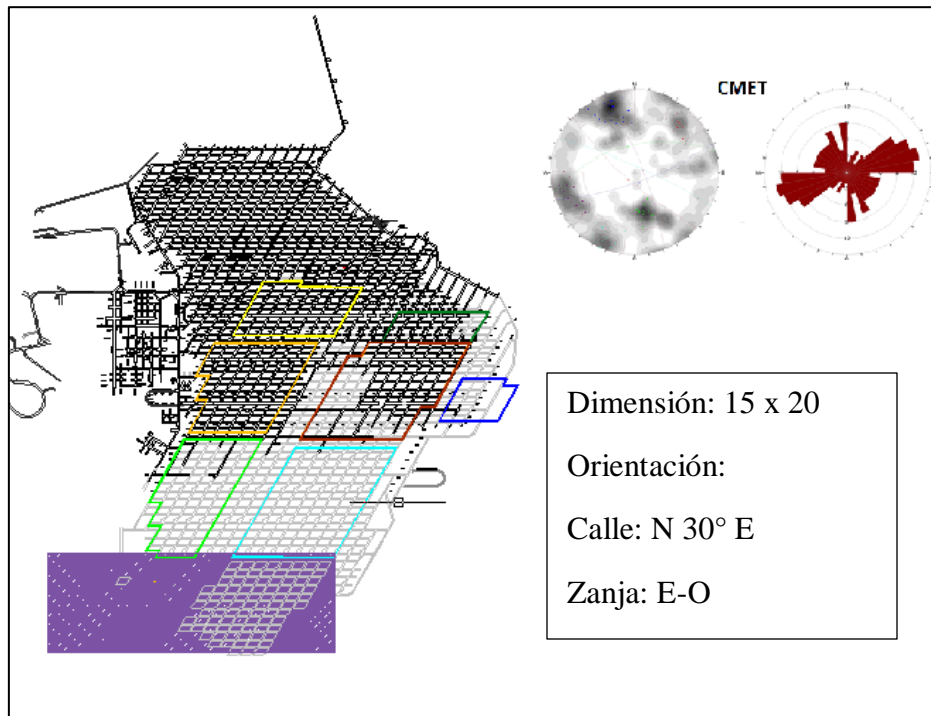 CMET
Dimensión: 15 x 20
Orientación:
Calle: N 30° E
Zanja: E-O